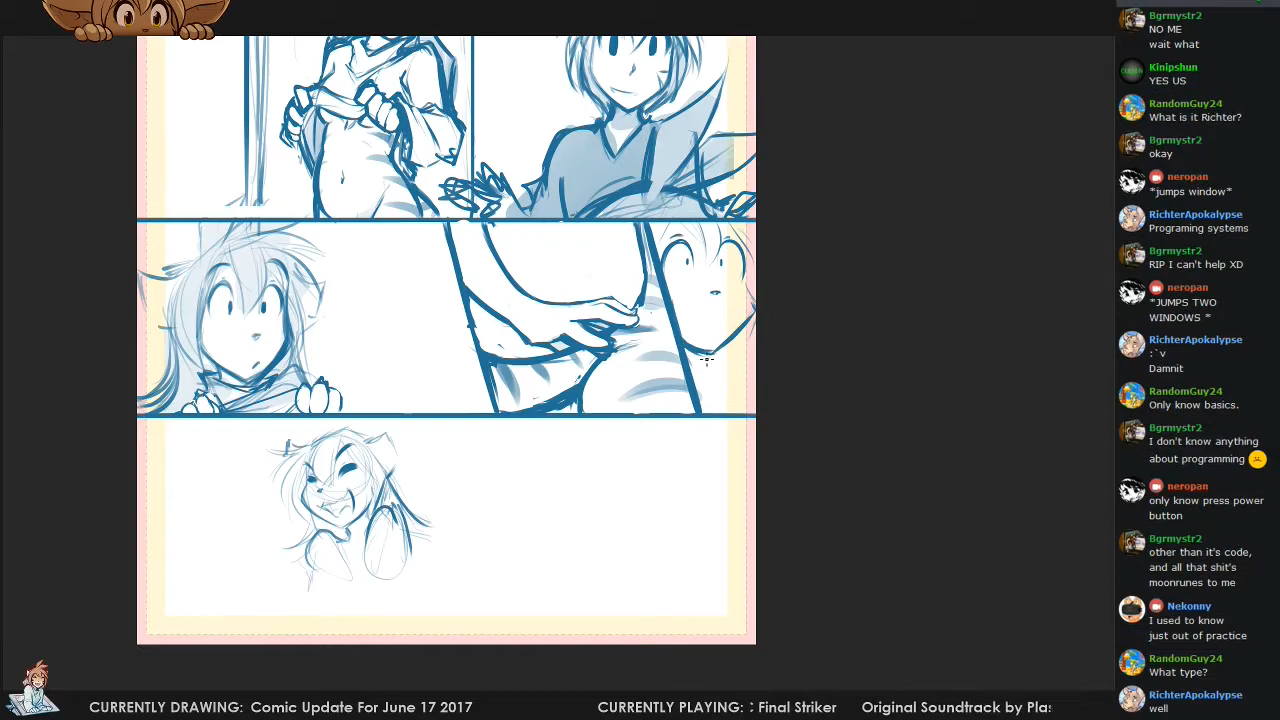 Bgrmystr2
NO ME
wait what
Kinipshun
YES US
RandomGuy24
What is it Richter?
Bgrmystr2
okay
neropan
*jumps window*
RichterApokalypse
Programing systems
Bgrmystr2
RIP I can't help XD
neropan
*JUMPS TWO
WINDOWS *
RichterApokalypse
:`v
Damnit
RandomGuy24
Only know basics.
Bgrmystr2
I don't know anything
about programming
neropan
only know press power
button
Bgrmystr2
other than it's code,
and all that shit's
moonrunes to me
Nekonny
I used to know
just out of practice
RandomGuy24
What type?
RichterApokalypse
well
CURRENTLY DRAWING: Comic Update For June 17 2017
CURRENTLY PLAYING: : Final Striker Original Soundtrack by Plas